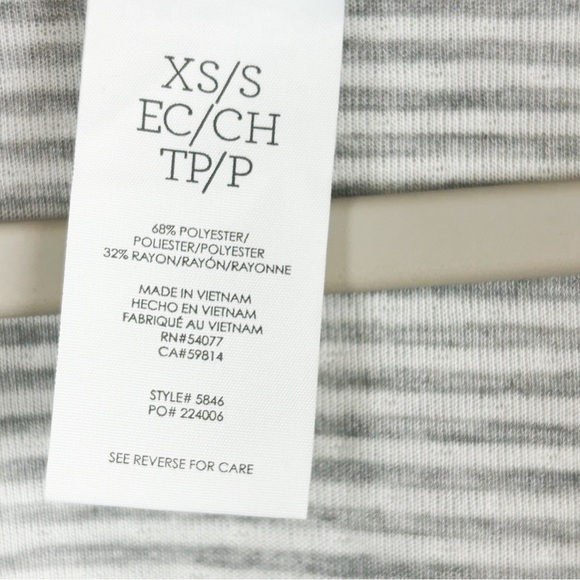 XS/S
EC/CH
TP/P
68% POLYESTER/
POLIESTER/POLYESTER
32% RAYON/RAYÓN/RAYONNE
MADE IN VIETNAM
HECHO EN VIETNAM
FABRIQUÉ AU VIETNAM
RN#54077
CA#59814
STYLE# 5846
PO# 224006
SEE REVERSE FOR CARE